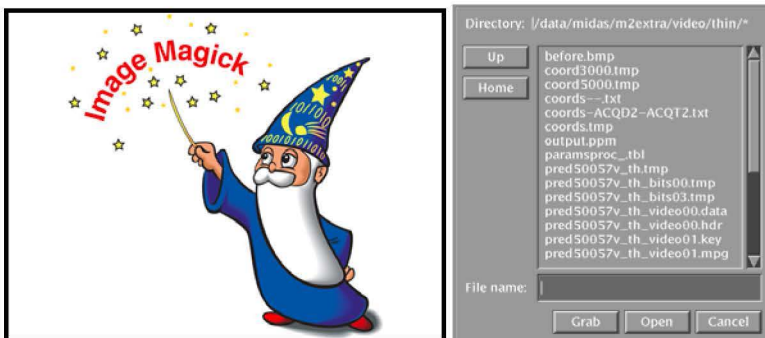 Image Magick
Directory: /data/midas/m2extra/video/thin/*
Up
Home
before.bmp
coord3000.tmp
coord5000.tmp
coords--.txt
coords-ACQD2-ACQT2.txt
coords.tmp
output.ppm
paramsproc_.tbl
pred50057v_th.tmp
pred50057v_th_bits00.tmp
pred50057v_th_bits03.tmp
pred50057v_th_video00.data
pred50057v_th_video00.hdr
pred50057v_th_video01.key
pred50057v_th_video01.mpg
File name:
Grab Open Cancel